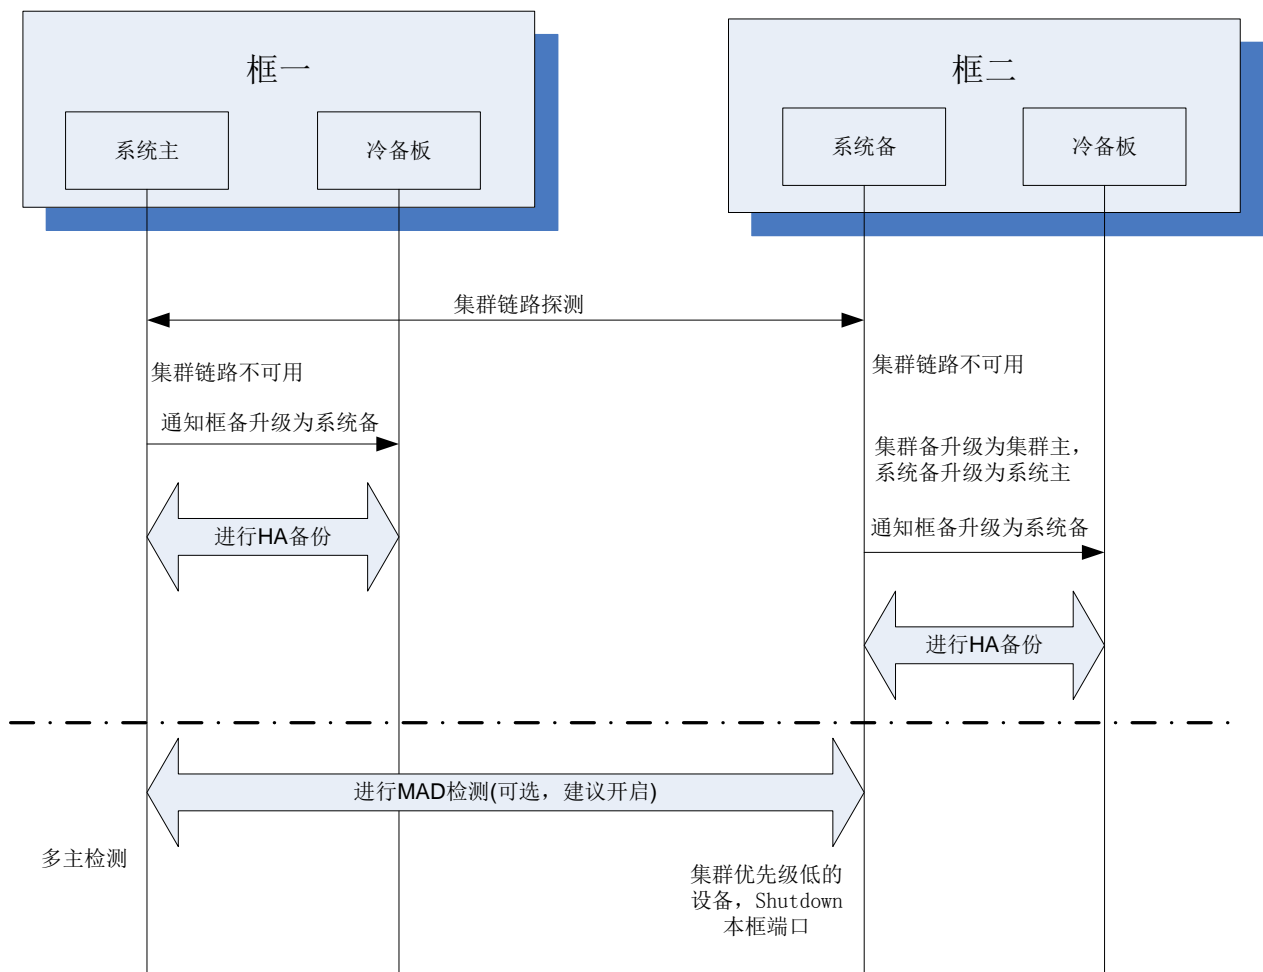 框一
框二
系统主
冷备板
系统备
冷备板
集群链路探测
集群链路不可用
集群链路不可用
通知框备升级为系统备
集群备升级为集群主，
系统备升级为系统主
通知框备升级为系统备
进行HA备份
进行HA备份
进行MAD检测(可选，建议开启)
多主检测
集群优先级低的
设备，Shutdown
本框端口